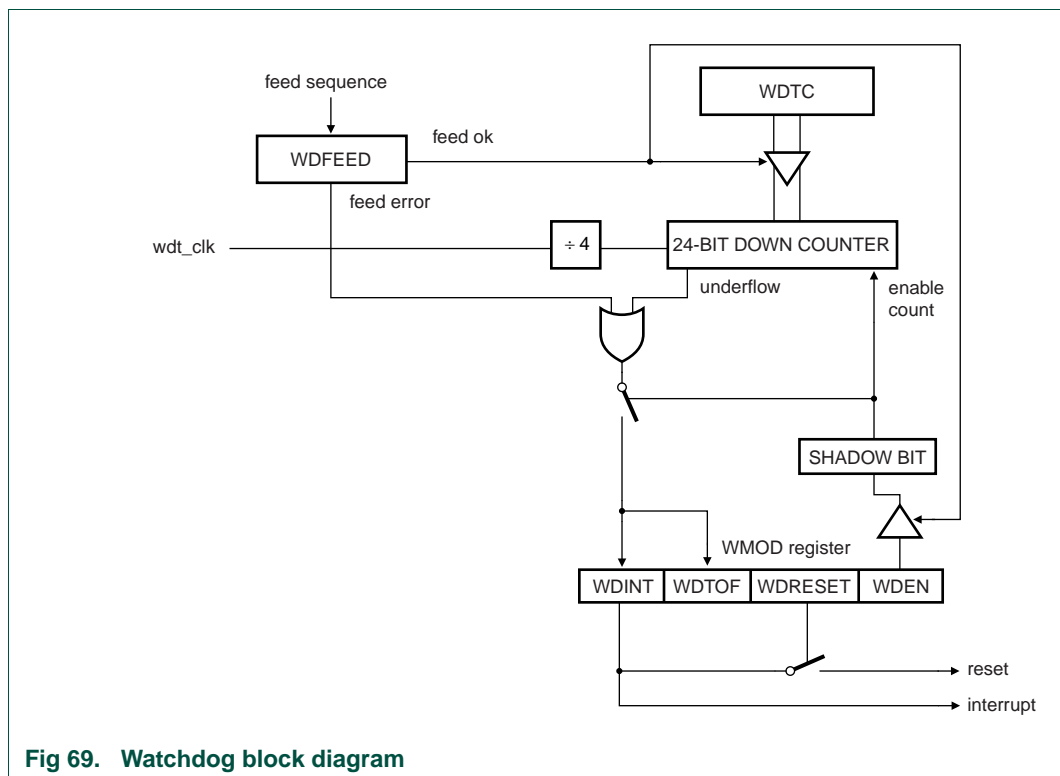 feed sequence
WDTC
feed ok
WDFEED
feed error
wdt_clk
÷ 4
24-BIT DOWN COUNTER
underflow
enable
count
SHADOW BIT
WMOD register
WDINT
WDTOF
WDRESET
WDEN
reset
interrupt
Fig 69. Watchdog block diagram